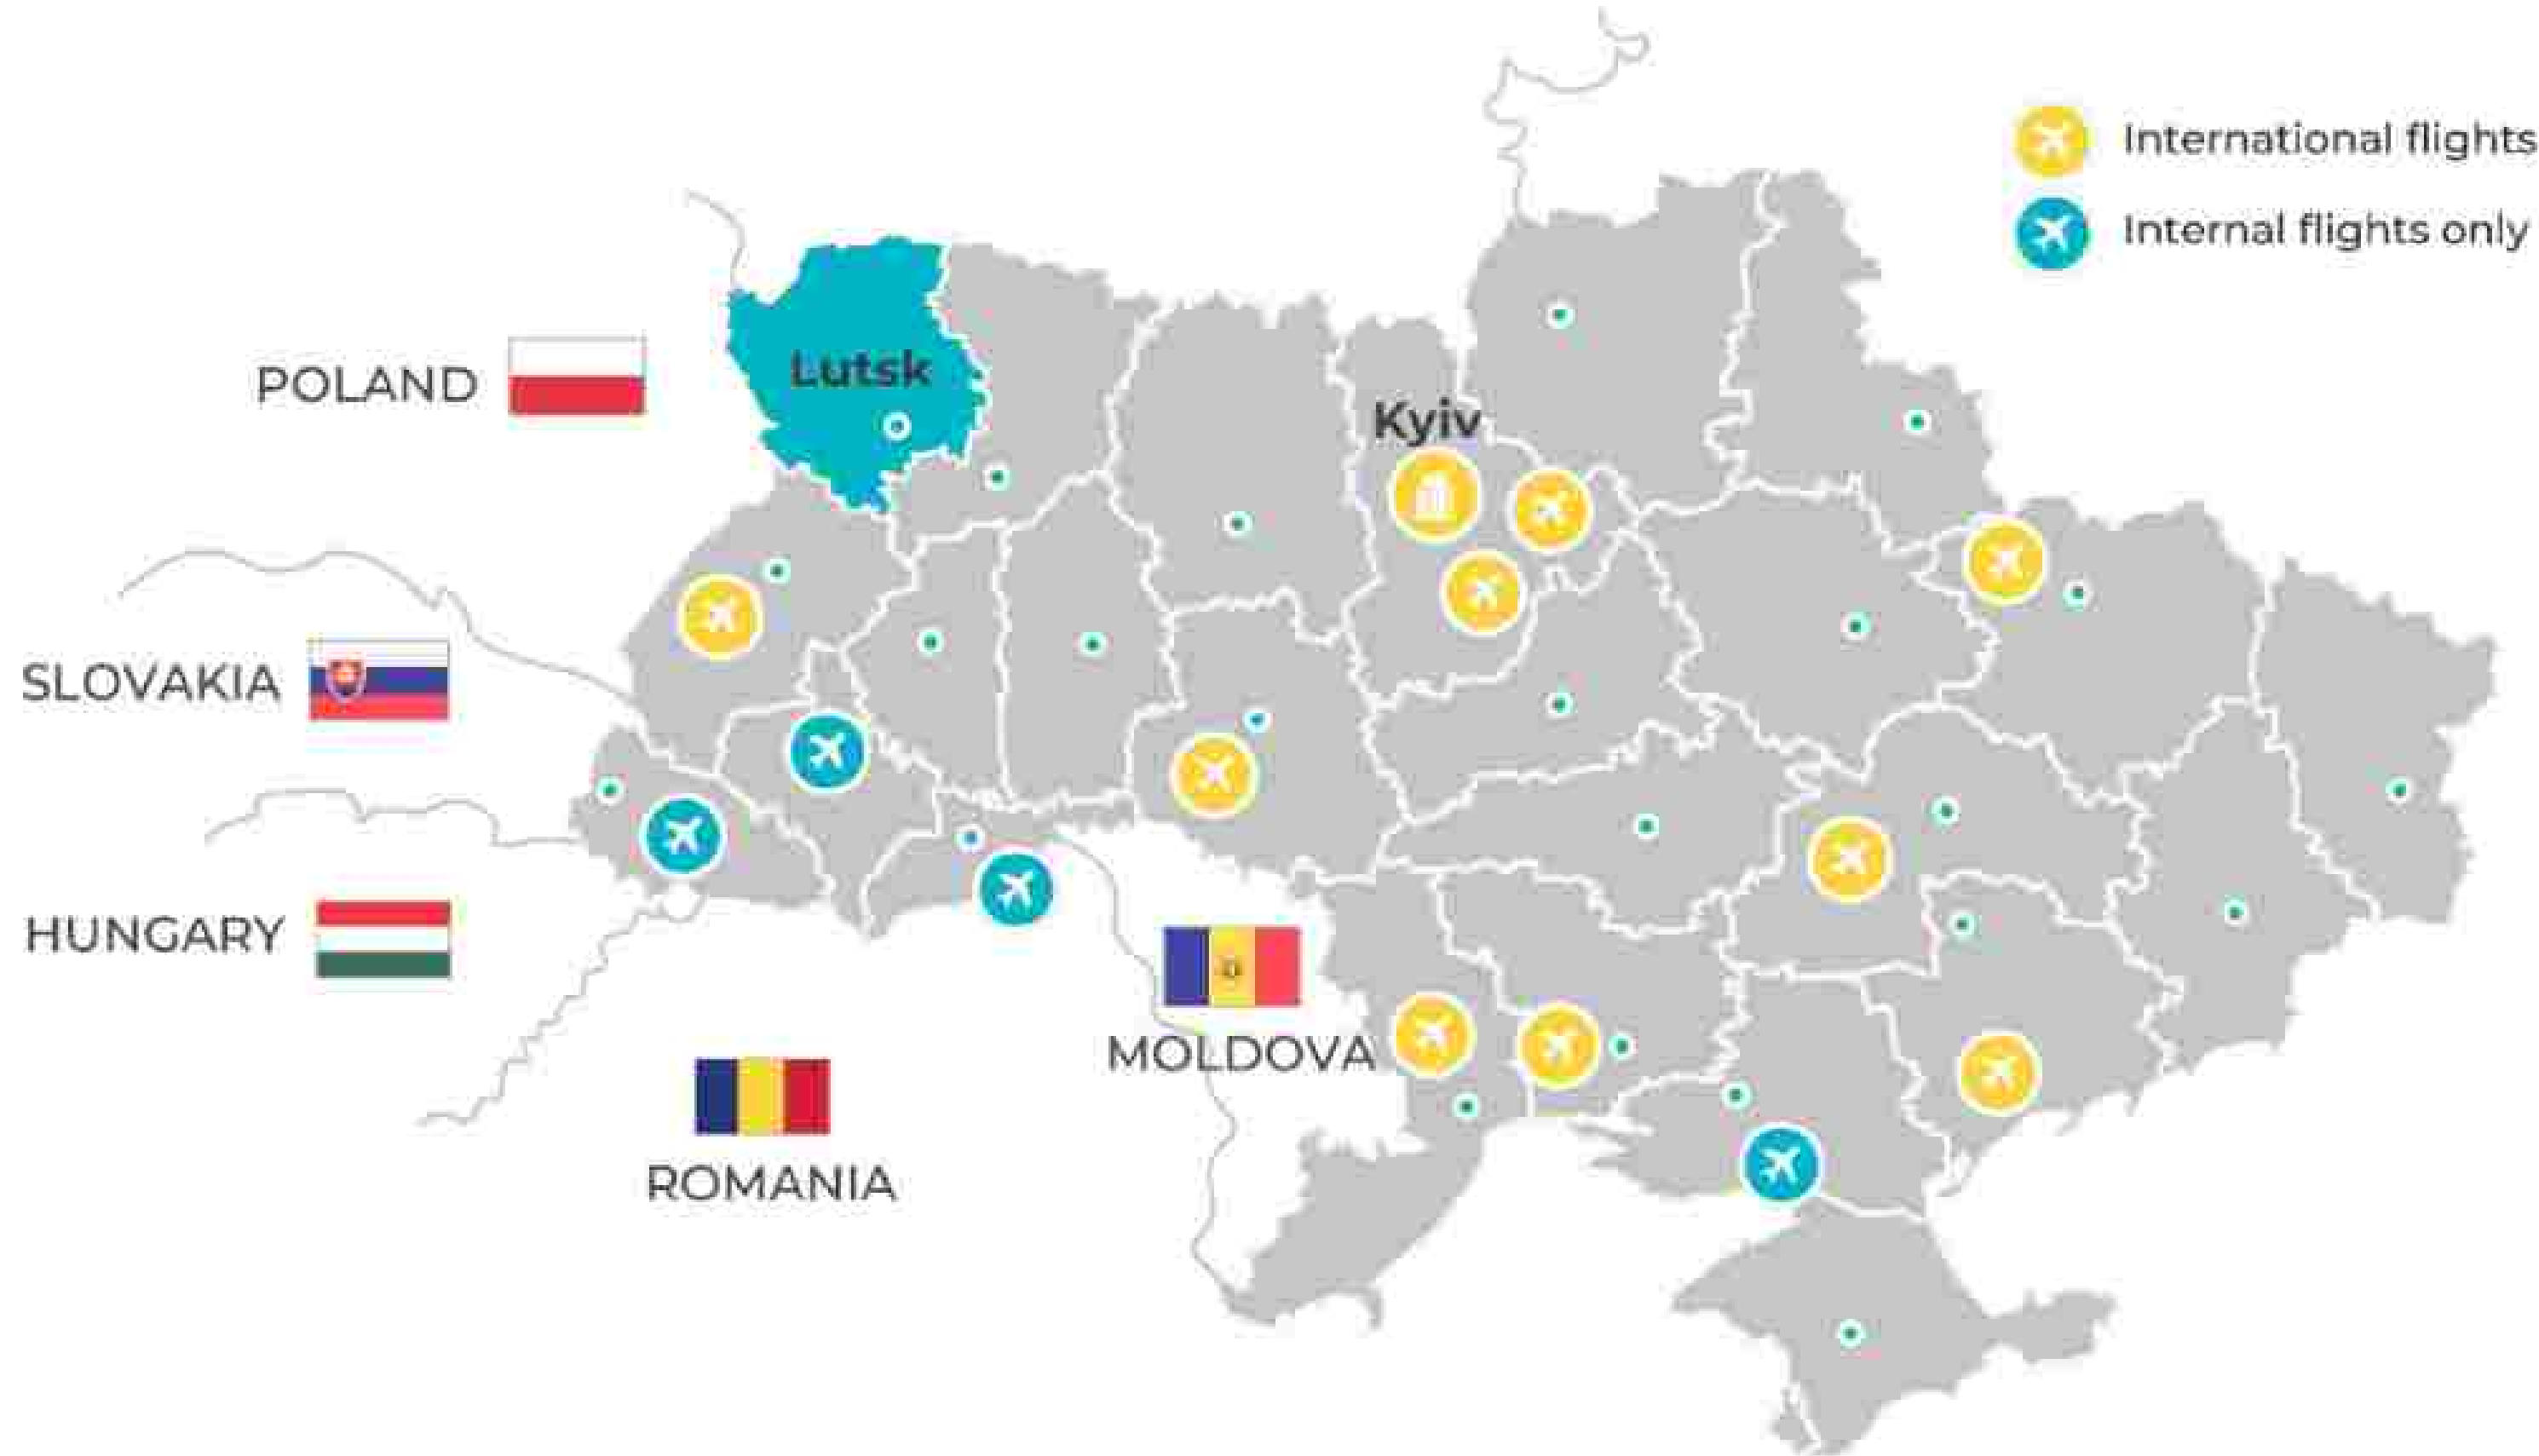 International flights
Internal flights only
Lutsk
POLAND
Kyiv
SLOVAKIA
HUNGARY
MOLDOVA
ROMANIA